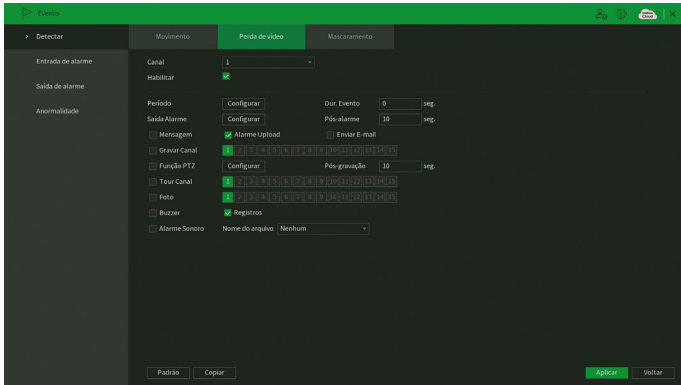 Evento
Detectar
Movimento Perda de vídeo Mascaramento
Entrada de alarme
Saída de alarme
Anormalidade
Canal 1
Habilitar
Período Configurar Dur. Evento 0 seg.
Saída Alarme Configurar Pós-alarme 10 seg.
Mensagem Alarme Upload Enviar E-mail
Gravar Canal 1 2 3 4 5 6 7 8 9 10 11 12 13 14 15
Função PTZ Configurar Pós-gravação 10 seg.
Tour Canal 1 2 3 4 5 6 7 8 9 10 11 12 13 14 15
Foto 1 2 3 4 5 6 7 8 9 10 11 12 13 14 15
Buzzer Registros
Alarme Sonoro Nome do arquivo Nenhum
Padrão Copiar Aplicar Voltar